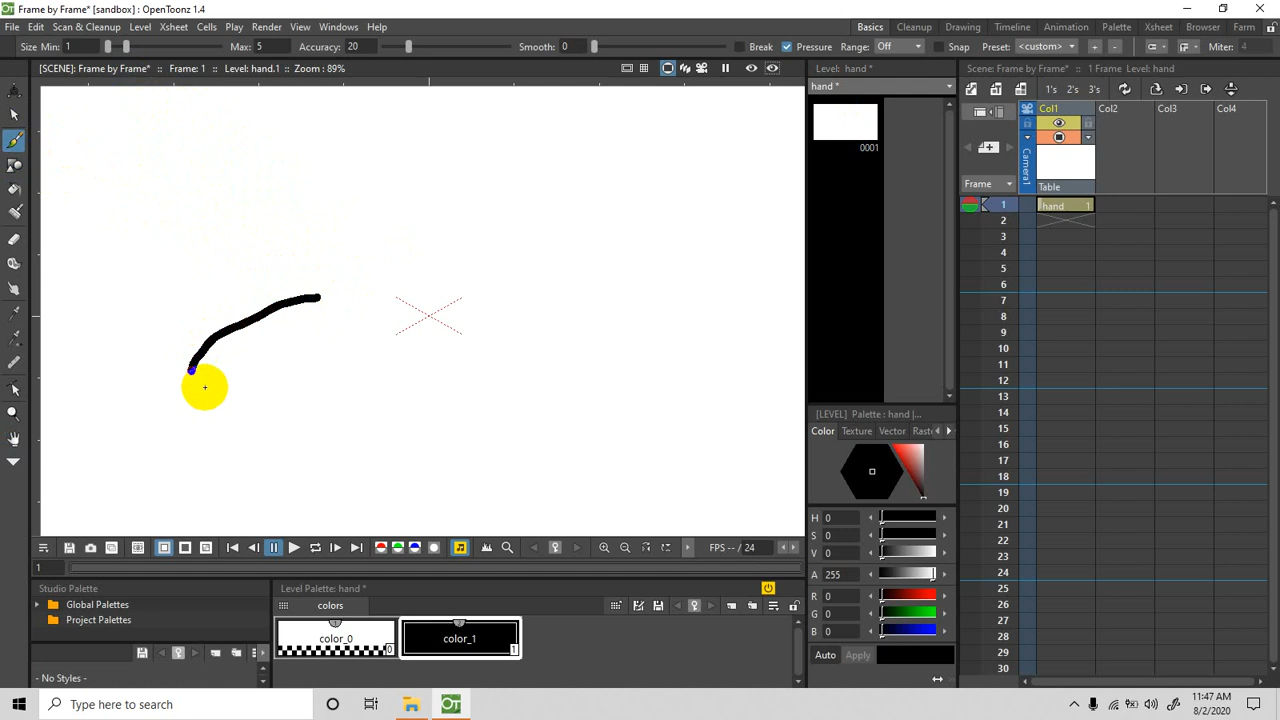 Frame by Frame* [sandbox] : OpenToonz 1.4
File Edit Scan & Cleanup Level Xsheet Cells Play Render View Windows Help
Basics Cleanup Drawing Timeline Animation Palette Xsheet Browser Farm
Size Min: 1 Max: 5 Accuracy: 20 Smooth: 0 Break Pressure Range: Off Snap Preset: <custom> + - Miter: 4
[SCENE]: Frame by Frame* :: Frame: 1 :: Level: hand.1 :: Zoom : 89%
Level: hand *
Scene: Frame by Frame* :: 1 Frame Level: hand
hand *
1's 2's 3's
Col1 Col2 Col3 Col4
0001
Camera1
Frame
Table
1 hand 1
2
3
4
5
6
7
8
9
10
11
12
13
14
15
16
17
18
19
20
21
22
23
24
25
26
27
28
29
30
[LEVEL] Palette : hand |...
Color Texture Vector Rast
H 0
S 0
V 0
A 255
R 0
G 0
B 0
Auto Apply
FPS -- / 24
1
Studio Palette
Global Palettes
Project Palettes
- No Styles -
Level Palette: hand *
colors
color_0 0
color_1 1
Type here to search
OT
11:47 AM
8/2/2020